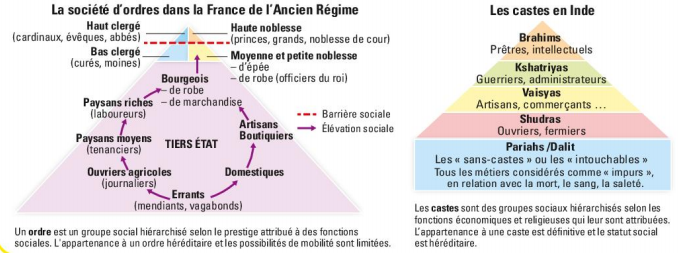 La société d'ordres dans la France de l'Ancien Régime
Haut clergé
(cardinaux, évêques, abbés)
Haute noblesse
(princes, grands, noblesse de cour)
Bas clergé
(curés, moines)
Moyenne et petite noblesse
– d'épée
– de robe (officiers du roi)
Bourgeois
– de robe
– de marchandise
Paysans riches
(laboureurs)
Artisans
Boutiquiers
Paysans moyens
(tenanciers)
TIERS ÉTAT
Ouvriers agricoles
(journaliers)
Domestiques
Errants
(mendiants, vagabonds)
Barrière sociale
Élévation sociale
Un ordre est un groupe social hiérarchisé selon le prestige attribué à des fonctions
sociales. L'appartenance à un ordre héréditaire et les possibilités de mobilité sont limitées.
Les castes en Inde
Brahims
Prêtres, intellectuels
Kshatriyas
Guerriers, administrateurs
Vaisyas
Artisans, commerçants …
Shudras
Ouvriers, fermiers
Pariahs /Dalit
Les « sans-castes » ou les « intouchables »
Tous les métiers considérés comme « impurs »,
en relation avec la mort, le sang, la saleté.
Les castes sont des groupes sociaux hiérarchisés selon les
fonctions économiques et religieuses qui leur sont attribuées.
L'appartenance à une caste est définitive et le statut social
est héréditaire.